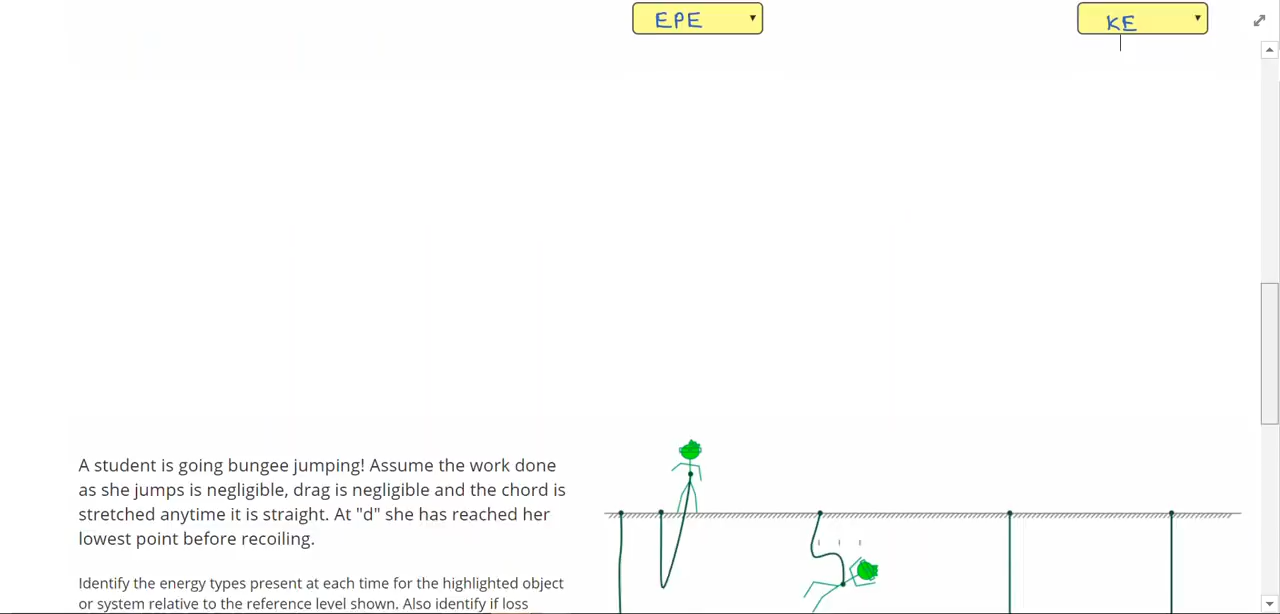 EPE
KE
A student is going bungee jumping! Assume the work done
as she jumps is negligible, drag is negligible and the chord is
stretched anytime it is straight. At "d" she has reached her
lowest point before recoiling.
Identify the energy types present at each time for the highlighted object
or system relative to the reference level shown. Also identify if loss